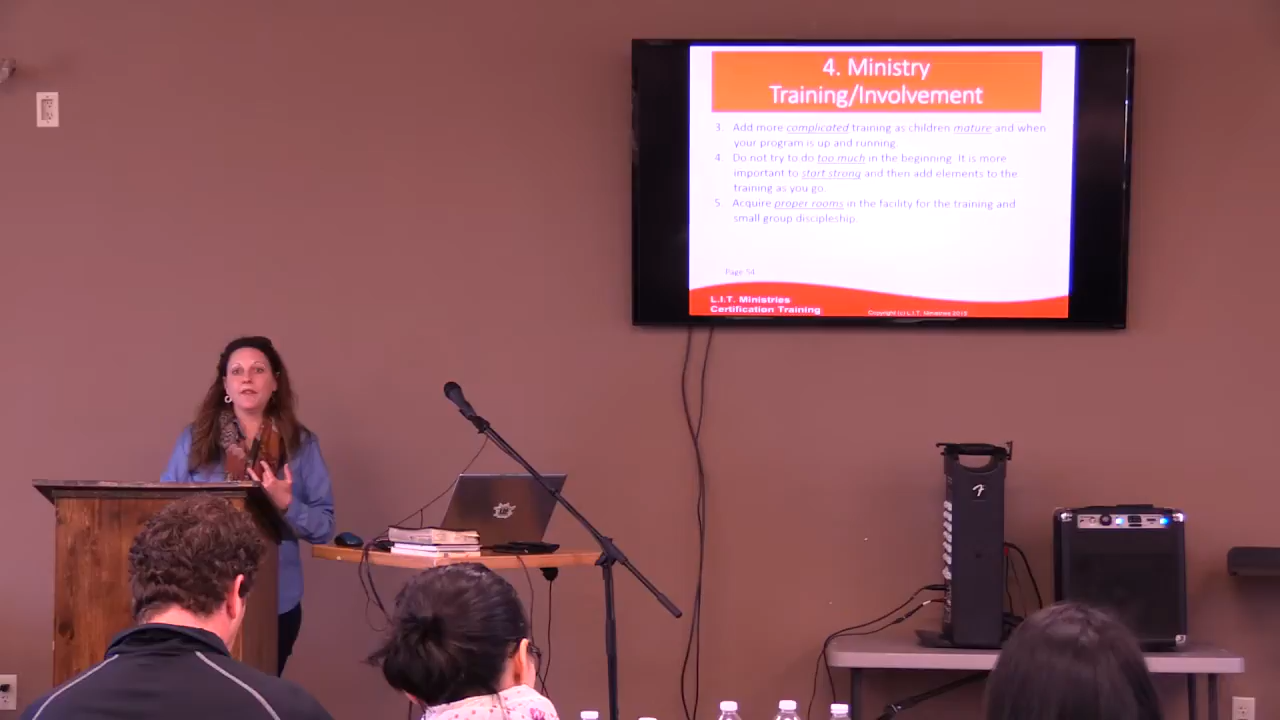 4. Ministry
Training/Involvement
3. Add more complicated training as children mature and when
your program is up and running.
4. Do not try to do too much in the beginning. It is more
important to start strong and then add elements to the
training as you go.
5. Acquire proper rooms in the facility for the training and
small group discipleship.
Page 54
L.I.T. Ministries
Certification Training
Copyright (c) L.I.T. Ministries 2015